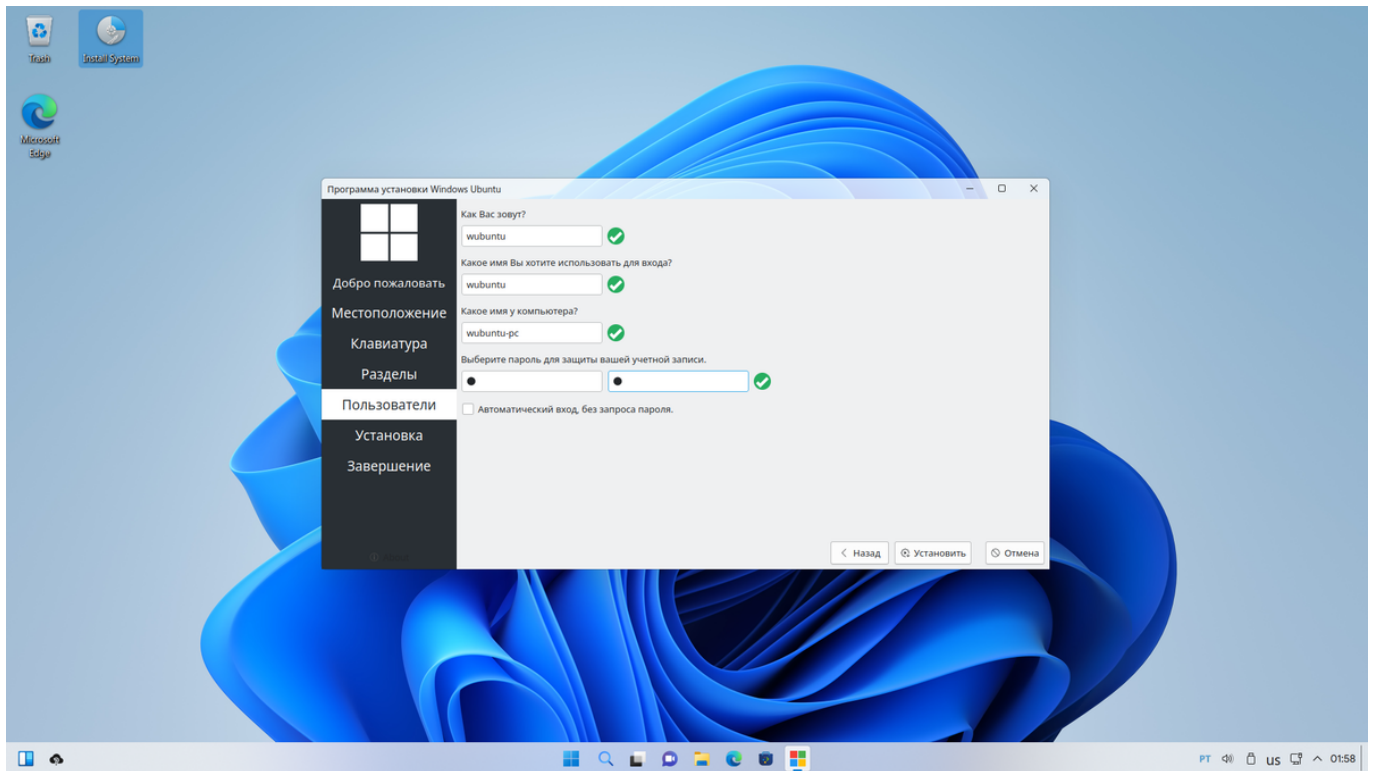 Trash
Install System
Microsoft
Edge
Программа установки Windows Ubuntu
Добро пожаловать
Местоположение
Клавиатура
Разделы
Пользователи
Установка
Завершение
Как Вас зовут?
wubuntu
Какое имя Вы хотите использовать для входа?
wubuntu
Какое имя у компьютера?
wubuntu-pc
Выберите пароль для защиты вашей учетной записи.
Автоматический вход, без запроса пароля.
Назад
Установить
Отмена
PT
US
01:58